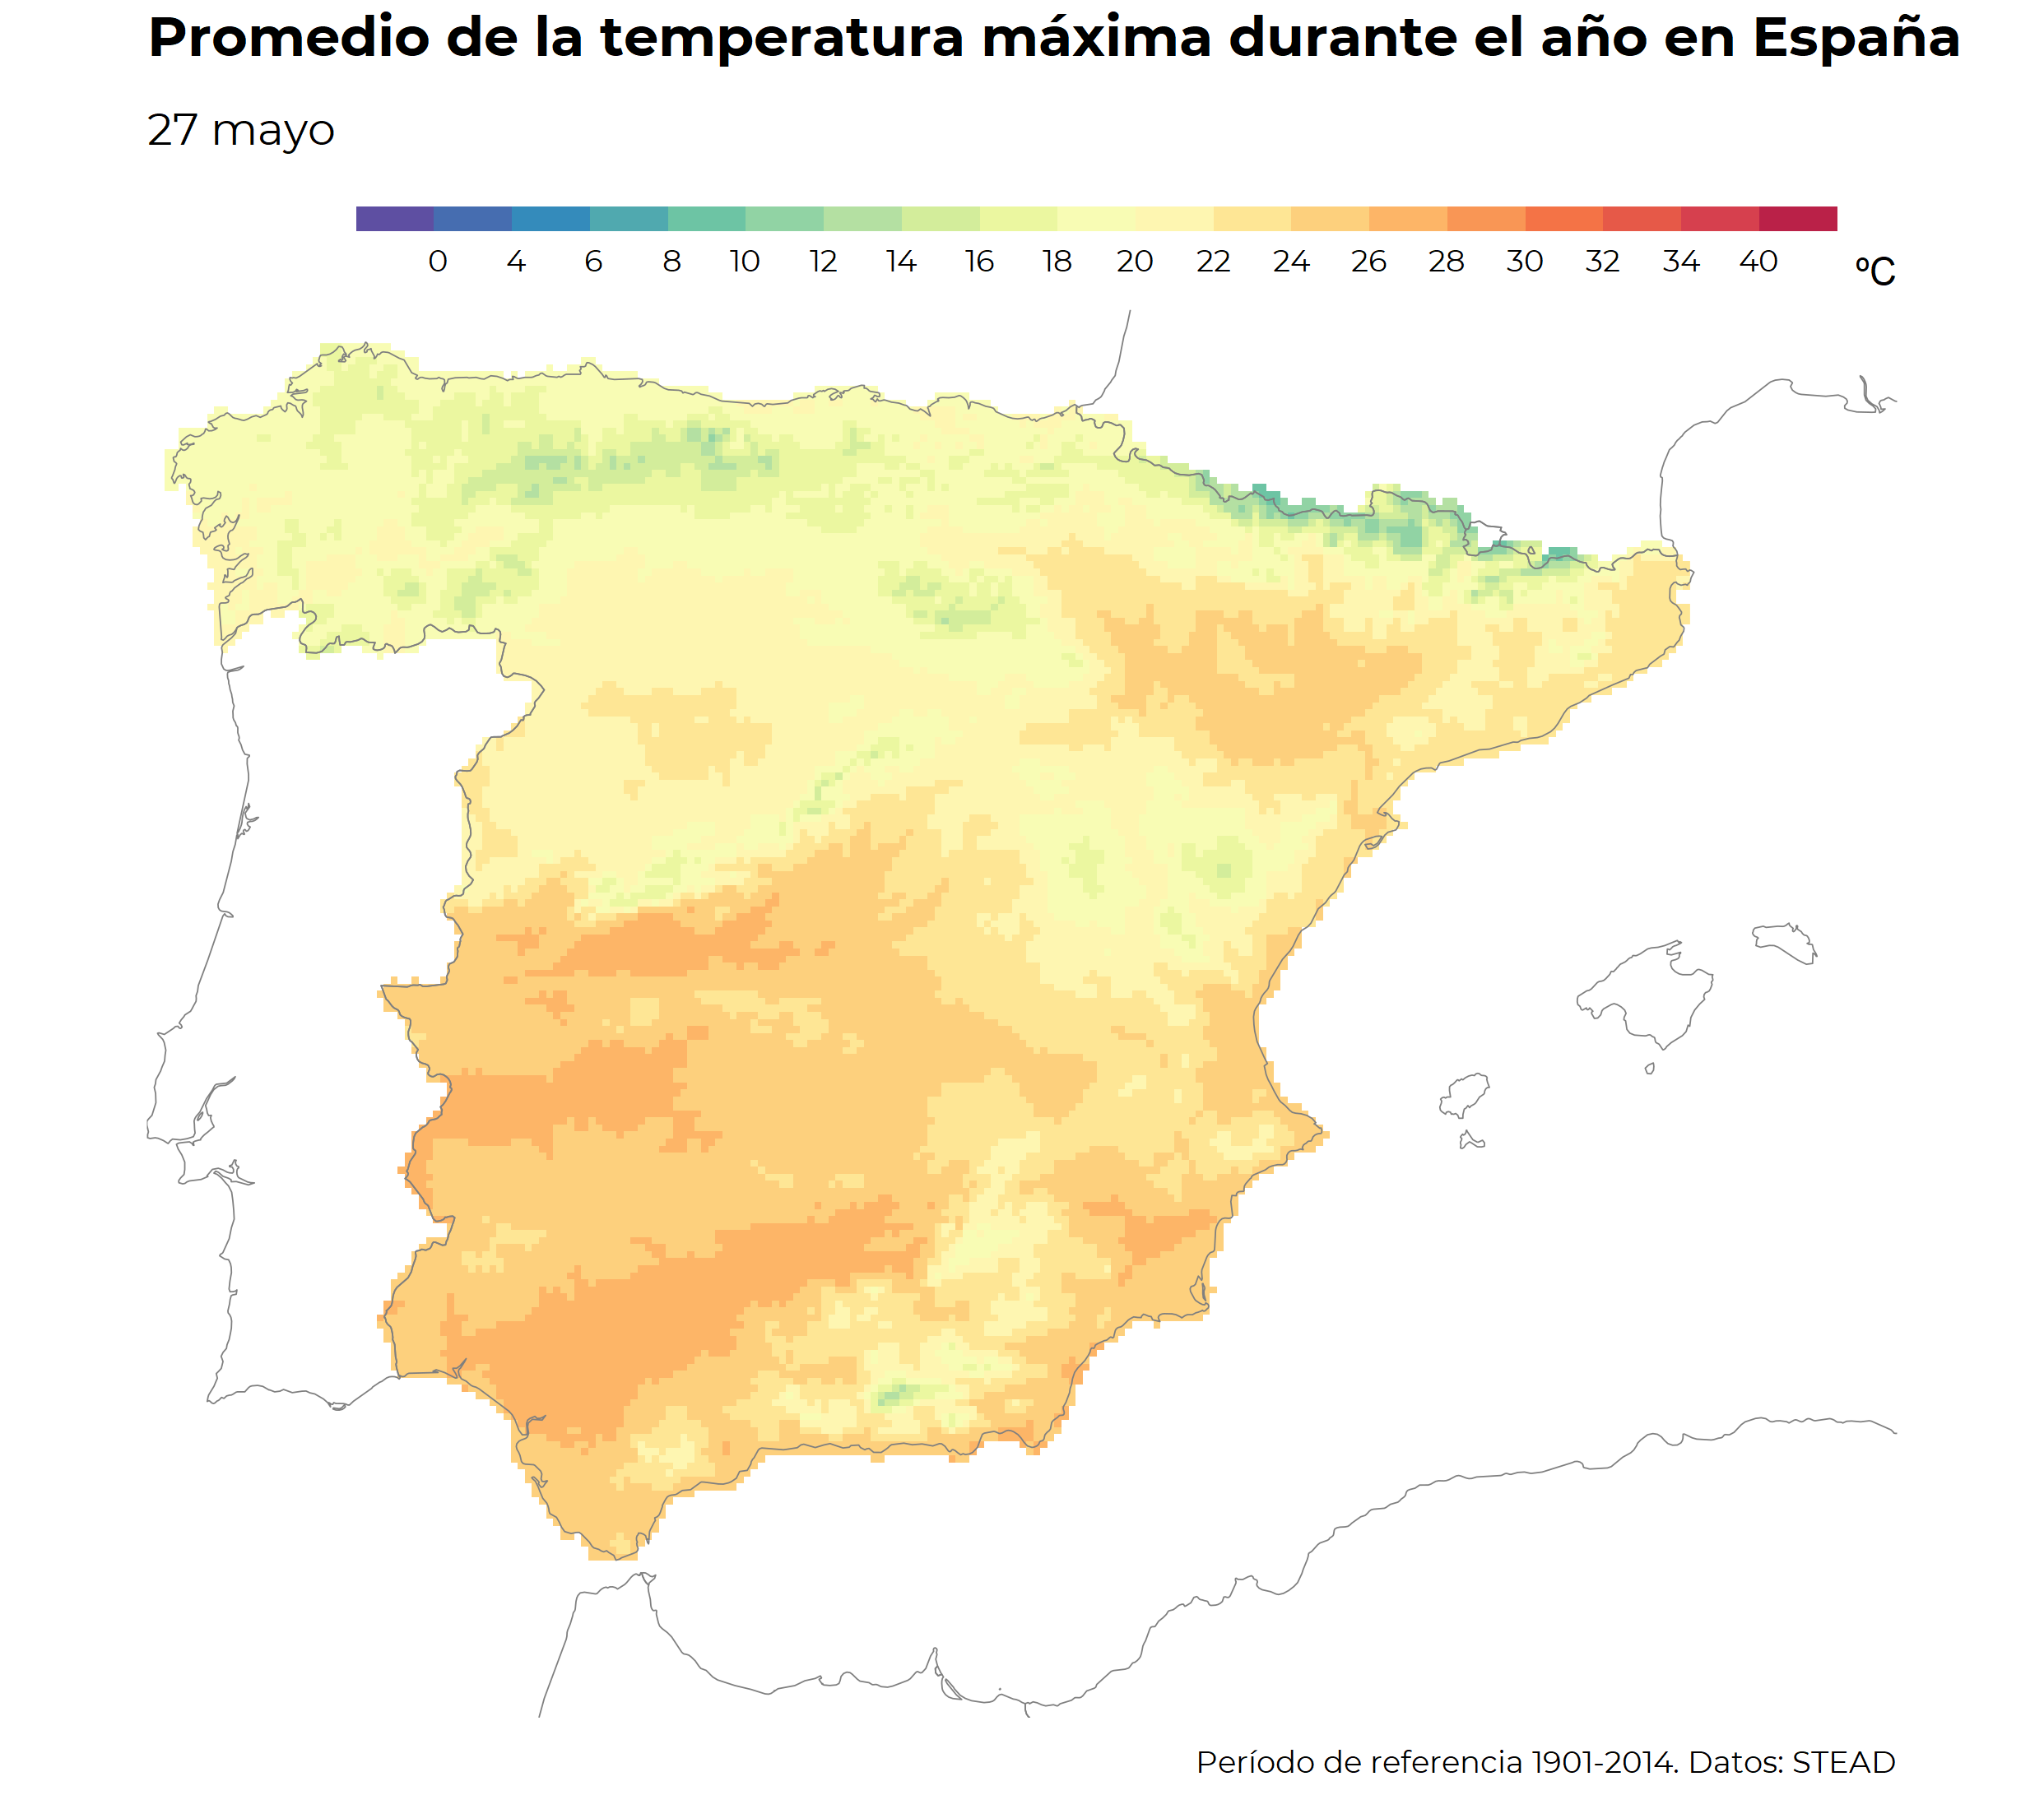 Promedio de la temperatura máxima durante el año en España
27 mayo
0 4 6 8 10 12 14 16 18 20 22 24 26 28 30 32 34 40 ºC
Período de referencia 1901-2014. Datos: STEAD